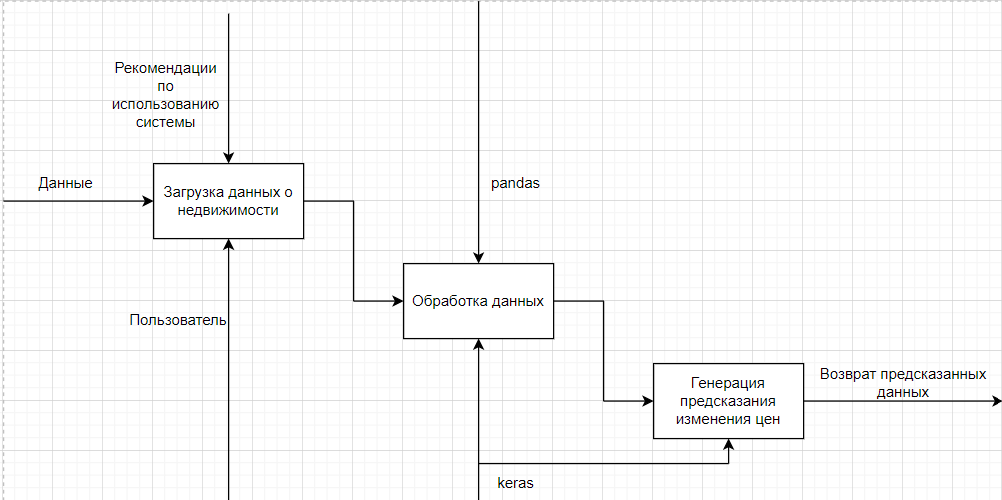 Рекомендации
по
использованию
системы
Данные
Загрузка данных о
недвижимости
pandas
Обработка данных
Пользователь
Генерация
предсказания
изменения цен
Возврат предсказанных
данных
keras